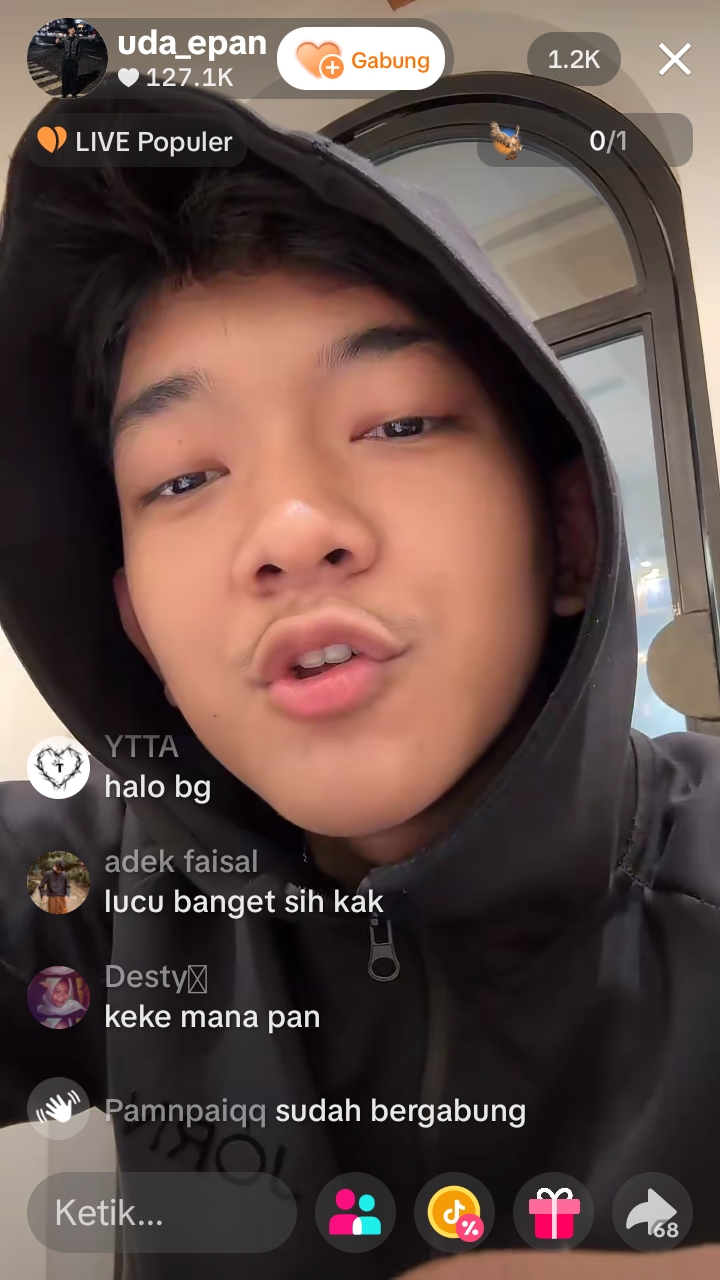 uda_epan
127.1K
Gabung
1.2K
LIVE Populer
0/1
YTTA
halo bg
adek faisal
lucu banget sih kak
Desty
keke mana pan
Pamnpaiqq sudah bergabung
Ketik...
68